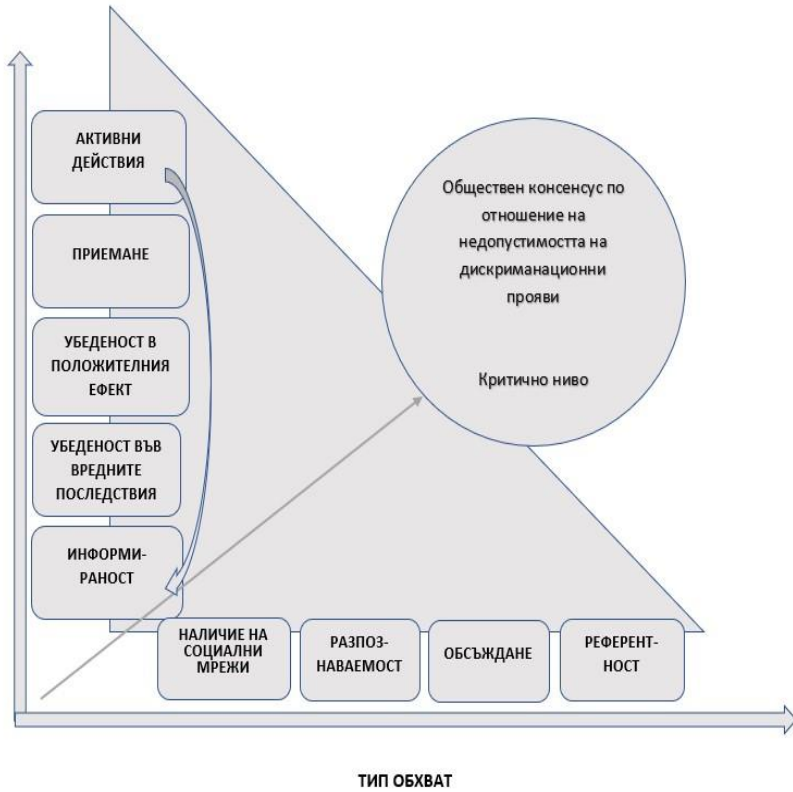 АКТИВНИ
ДЕЙСТВИЯ
ПРИЕМАНЕ
УБЕДЕНОСТ В
ПОЛОЖИТЕЛНИЯ
ЕФЕКТ
УБЕДЕНОСТ ВЪВ
ВРЕДНИТЕ
ПОСЛЕДСТВИЯ
ИНФОРМИ-
РАНОСТ
Обществен консенсус по
отношение на
недопустимостта на
дискриманационни
прояви
Критично ниво
НАЛИЧИЕ НА
СОЦИАЛНИ
МРЕЖИ
РАЗПОЗ-
НАВАЕМОСТ
ОБСЪЖДАНЕ
РЕФЕРЕНТ-
НОСТ
ТИП ОБХВАТ